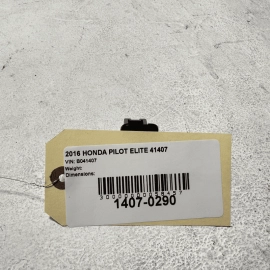 2016 HONDA PILOT ELITE 41407
VIN: B041407
Weight:
Dimensions:
1407-0290